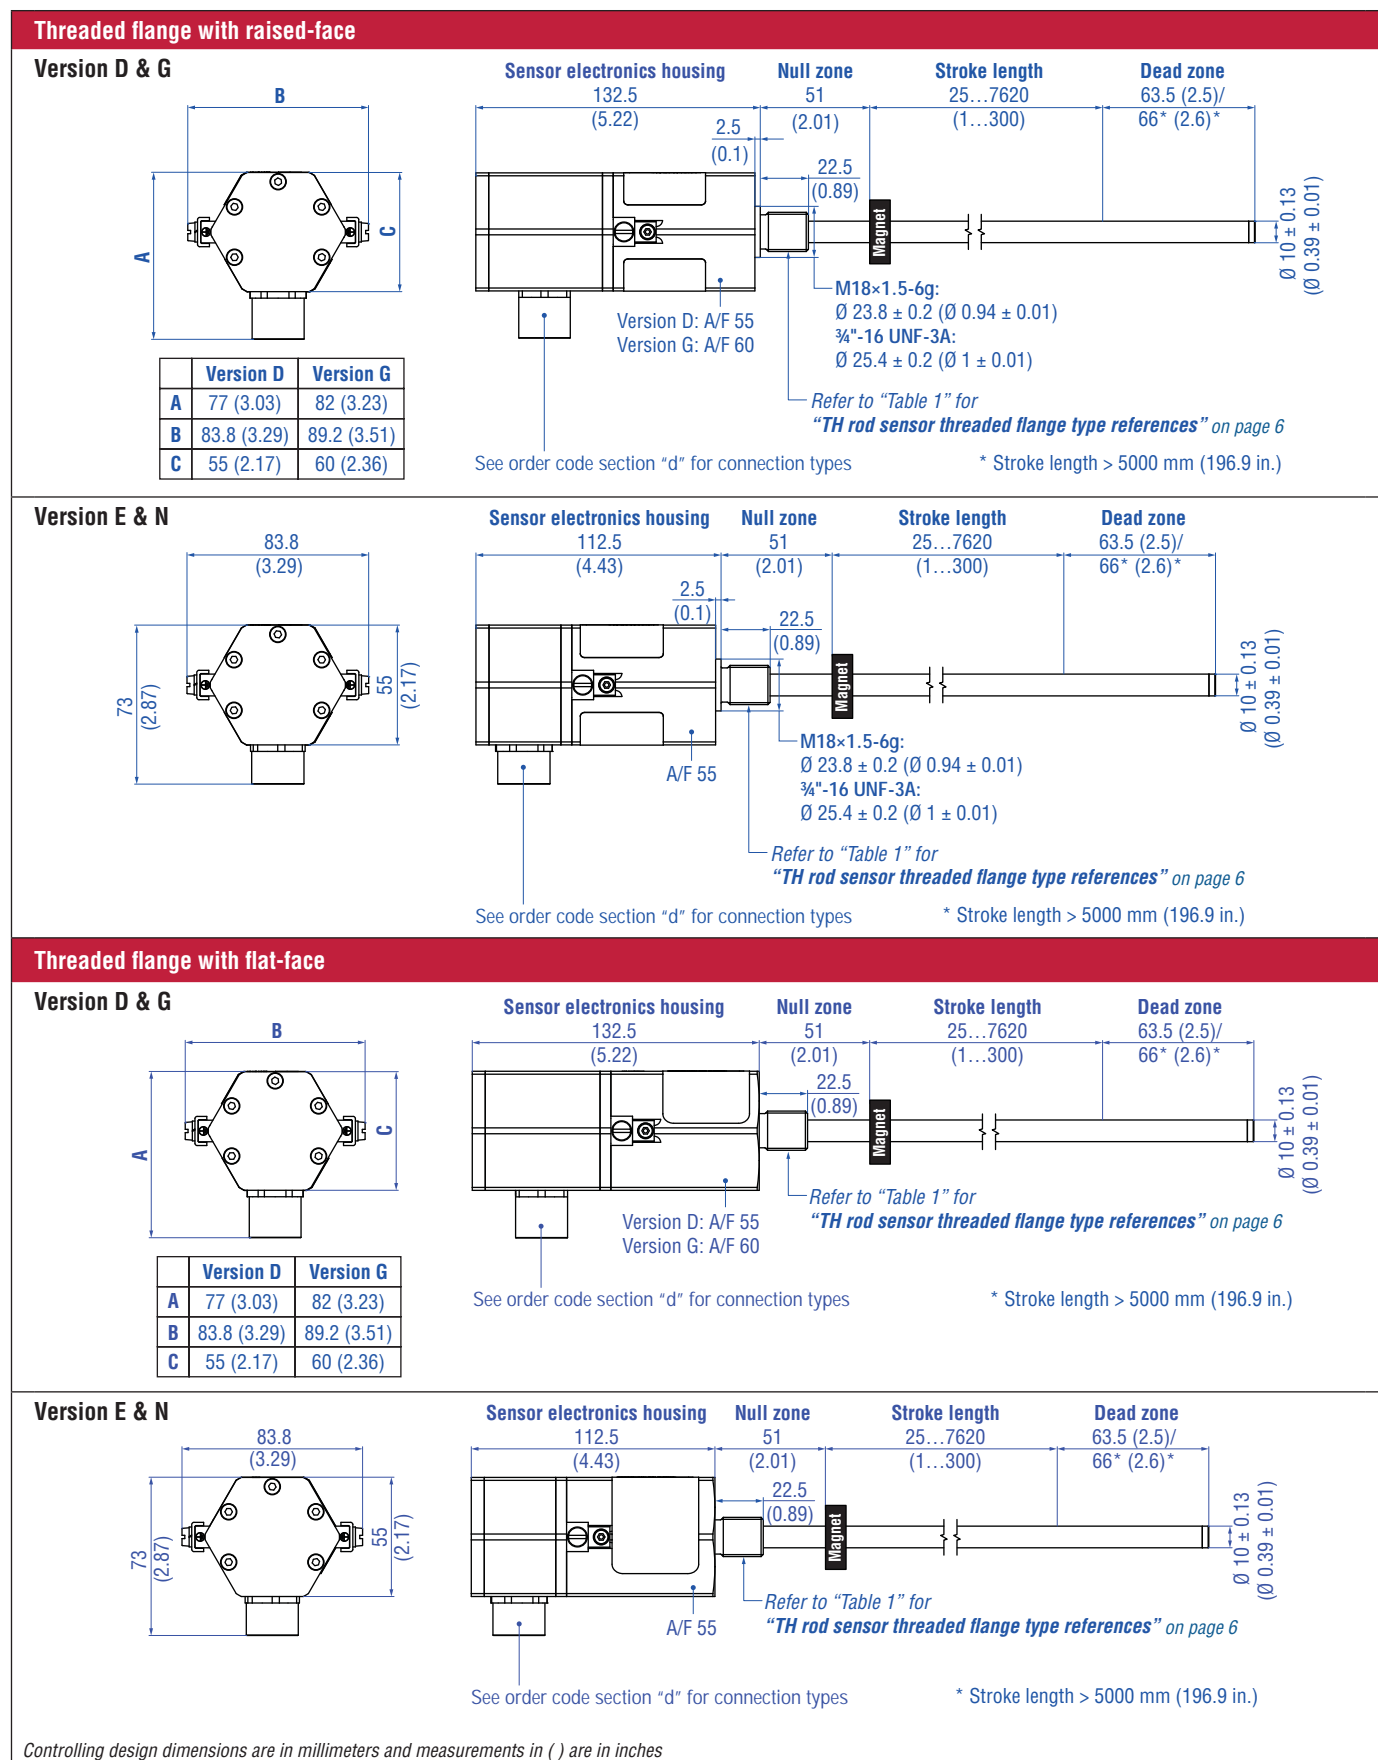 Threaded flange with raised-face
Version D & G
B
A
C
Sensor electronics housing
132.5
(5.22)
Null zone
51
(2.01)
Stroke length
25…7620
(1…300)
Dead zone
63.5 (2.5)/
66* (2.6)*
2.5
(0.1)
22.5
(0.89)
Magnet
Ø 10 ± 0.13
(Ø 0.39 ± 0.01)
M18×1.5-6g:
Ø 23.8 ± 0.2 (Ø 0.94 ± 0.01)
¾"-16 UNF-3A:
Ø 25.4 ± 0.2 (Ø 1 ± 0.01)
Version D: A/F 55
Version G: A/F 60
Version D Version G
A 77 (3.03) 82 (3.23)
B 83.8 (3.29) 89.2 (3.51)
C 55 (2.17) 60 (2.36)
Refer to “Table 1” for
“TH rod sensor threaded flange type references” on page 6
See order code section “d” for connection types
* Stroke length > 5000 mm (196.9 in.)
Version E & N
83.8
(3.29)
73
(2.87)
55
(2.17)
Sensor electronics housing
112.5
(4.43)
Null zone
51
(2.01)
Stroke length
25…7620
(1…300)
Dead zone
63.5 (2.5)/
66* (2.6)*
2.5
(0.1)
22.5
(0.89)
Magnet
Ø 10 ± 0.13
(Ø 0.39 ± 0.01)
M18×1.5-6g:
Ø 23.8 ± 0.2 (Ø 0.94 ± 0.01)
¾"-16 UNF-3A:
Ø 25.4 ± 0.2 (Ø 1 ± 0.01)
A/F 55
Refer to “Table 1” for
“TH rod sensor threaded flange type references” on page 6
See order code section “d” for connection types
* Stroke length > 5000 mm (196.9 in.)
Threaded flange with flat-face
Version D & G
B
A
C
Sensor electronics housing
132.5
(5.22)
Null zone
51
(2.01)
Stroke length
25…7620
(1…300)
Dead zone
63.5 (2.5)/
66* (2.6)*
22.5
(0.89)
Magnet
Ø 10 ± 0.13
(Ø 0.39 ± 0.01)
Refer to “Table 1” for
“TH rod sensor threaded flange type references” on page 6
Version D: A/F 55
Version G: A/F 60
Version D Version G
A 77 (3.03) 82 (3.23)
B 83.8 (3.29) 89.2 (3.51)
C 55 (2.17) 60 (2.36)
See order code section “d” for connection types
* Stroke length > 5000 mm (196.9 in.)
Version E & N
83.8
(3.29)
73
(2.87)
55
(2.17)
Sensor electronics housing
112.5
(4.43)
Null zone
51
(2.01)
Stroke length
25…7620
(1…300)
Dead zone
63.5 (2.5)/
66* (2.6)*
22.5
(0.89)
Magnet
Ø 10 ± 0.13
(Ø 0.39 ± 0.01)
Refer to “Table 1” for
“TH rod sensor threaded flange type references” on page 6
A/F 55
See order code section “d” for connection types
* Stroke length > 5000 mm (196.9 in.)
Controlling design dimensions are in millimeters and measurements in ( ) are in inches